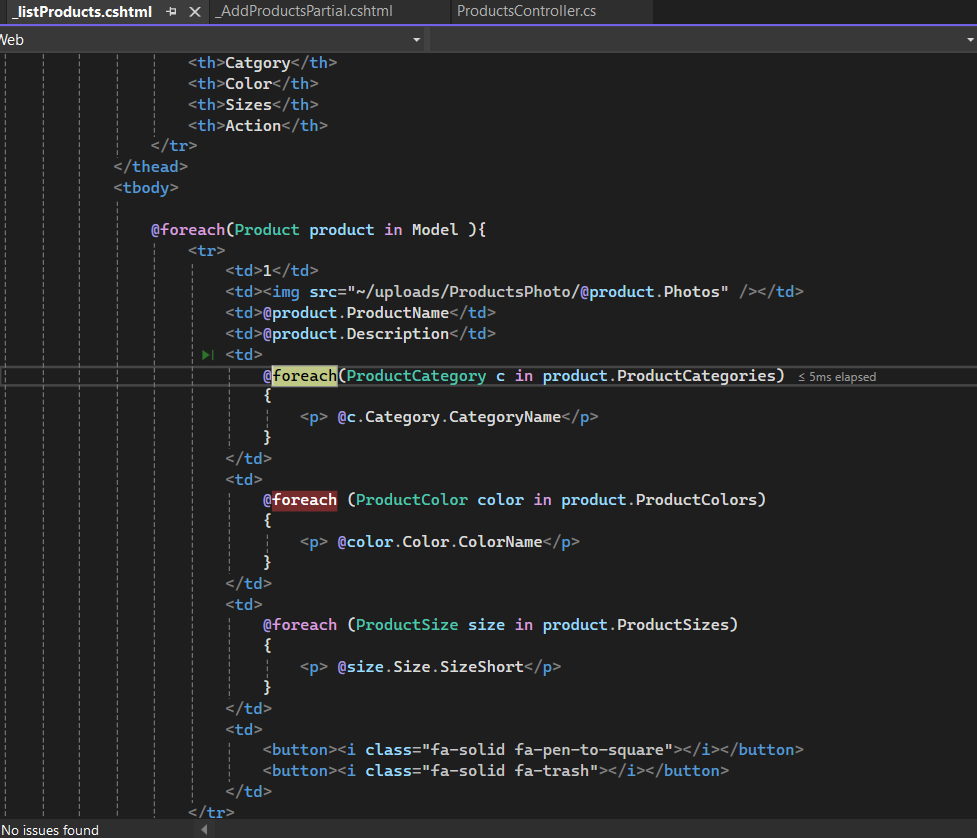 _listProducts.cshtml
_AddProductsPartial.cshtml
ProductsController.cs
Web
<th>Catgory</th>
<th>Color</th>
<th>Sizes</th>
<th>Action</th>
</tr>
</thead>
<tbody>
@foreach(Product product in Model ){
<tr>
<td>1</td>
<td><img src="~/uploads/ProductsPhoto/@product.Photos" /></td>
<td>@product.ProductName</td>
<td>@product.Description</td>
<td>
@foreach(ProductCategory c in product.ProductCategories) ≤ 5ms elapsed
{
<p> @c.Category.CategoryName</p>
}
</td>
<td>
@foreach (ProductColor color in product.ProductColors)
{
<p> @color.Color.ColorName</p>
}
</td>
<td>
@foreach (ProductSize size in product.ProductSizes)
{
<p> @size.Size.SizeShort</p>
}
</td>
<td>
<button><i class="fa-solid fa-pen-to-square"></i></button>
<button><i class="fa-solid fa-trash"></i></button>
</td>
</tr>
No issues found